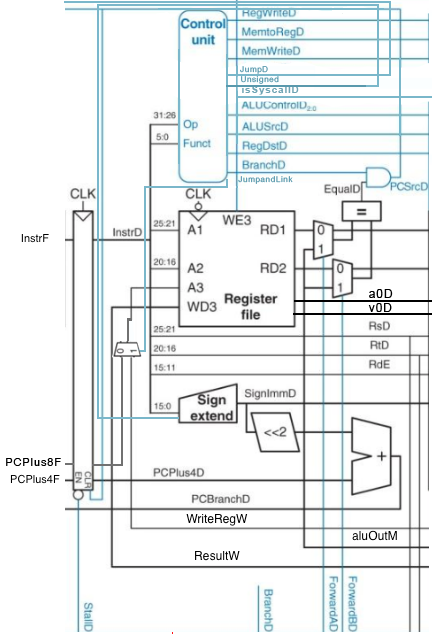 Control
unit
RegWriteD
MemtoRegD
MemWriteD
JumpD
Unsigned
isSyscallD
ALUControlD2:0
ALUSrcD
RegDstD
BranchD
JumpandLink
31:26
Op
5:0
Funct
EqualD
PCSrcD
=
CLK
CLK
WE3
InstrF
InstrD
25:21
A1
RD1
0
1
20:16
A2
RD2
0
1
A3
WD3
Register
file
a0D
v0D
25:21
RsD
0 1
20:16
RtD
15:11
RdE
15:0
Sign
extend
SignImmD
<<2
+
PCPlus8F
PCPlus4F
EN
CLR
PCPlus4D
PCBranchD
WriteRegW
aluOutM
ResultW
StallD
BranchD
ForwardAD
ForwardBD